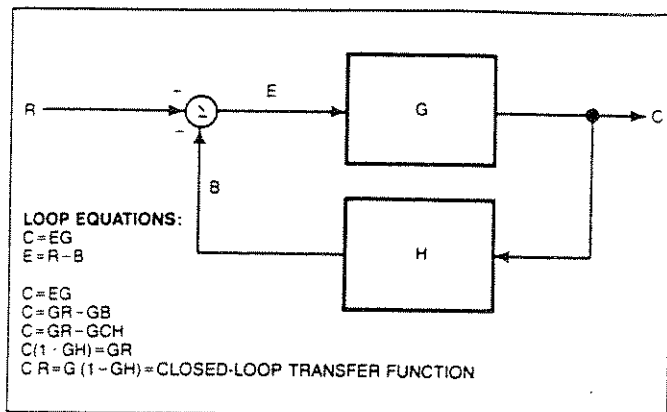 E
R
Σ
G
C
B
H
LOOP EQUATIONS:
C=EG
E=R-B
C=EG
C=GR-GB
C=GR-GCH
C(1·GH)=GR
C R=G (1-GH)=CLOSED-LOOP TRANSFER FUNCTION